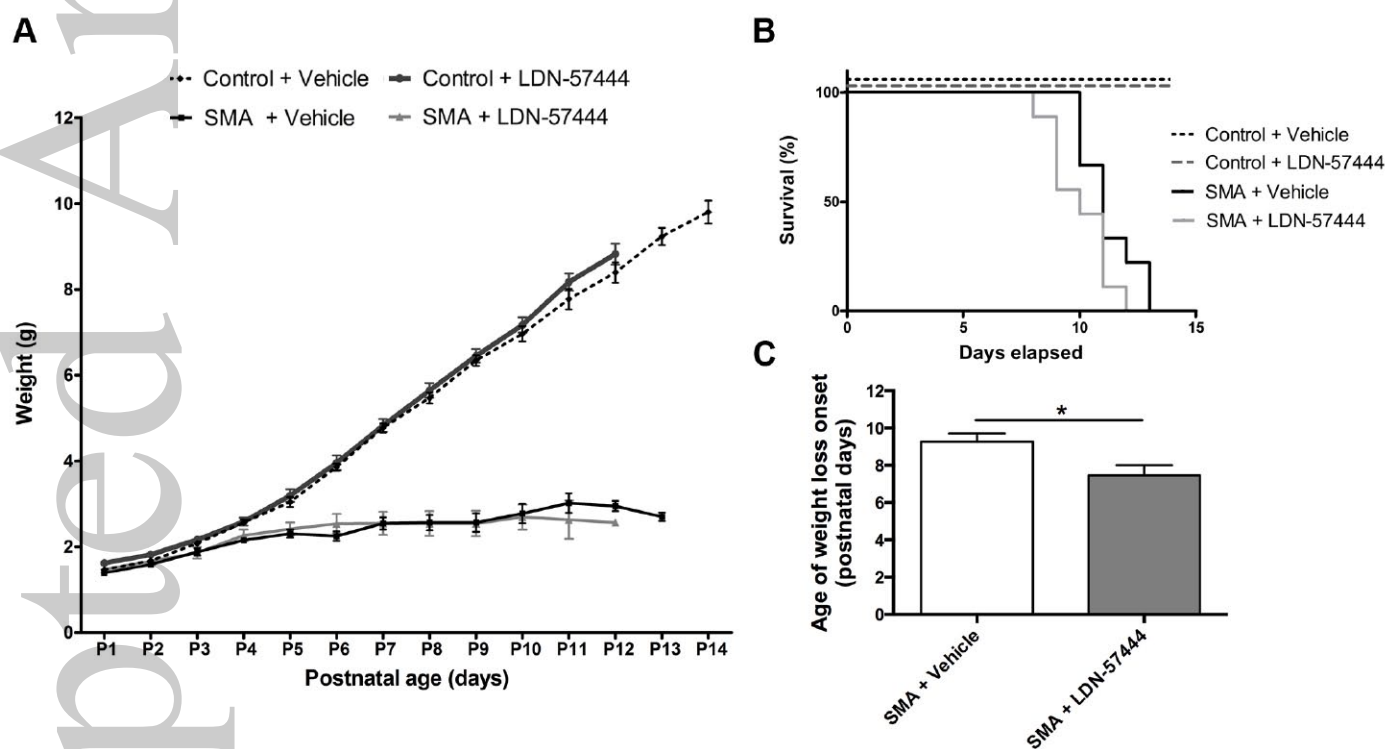 A
Control + Vehicle
Control + LDN-57444
SMA + Vehicle
SMA + LDN-57444
12
10
8
6
4
2
0
Weight (g)
P1 P2 P3 P4 P5 P6 P7 P8 P9 P10 P11 P12 P13 P14
Postnatal age (days)
B
100
50
0
Survival (%)
0 5 10 15
Days elapsed
Control + Vehicle
Control + LDN-57444
SMA + Vehicle
SMA + LDN-57444
C
12
10
8
6
4
2
0
Age of weight loss onset
(postnatal days)
*
SMA + Vehicle
SMA + LDN-57444
pted Ar